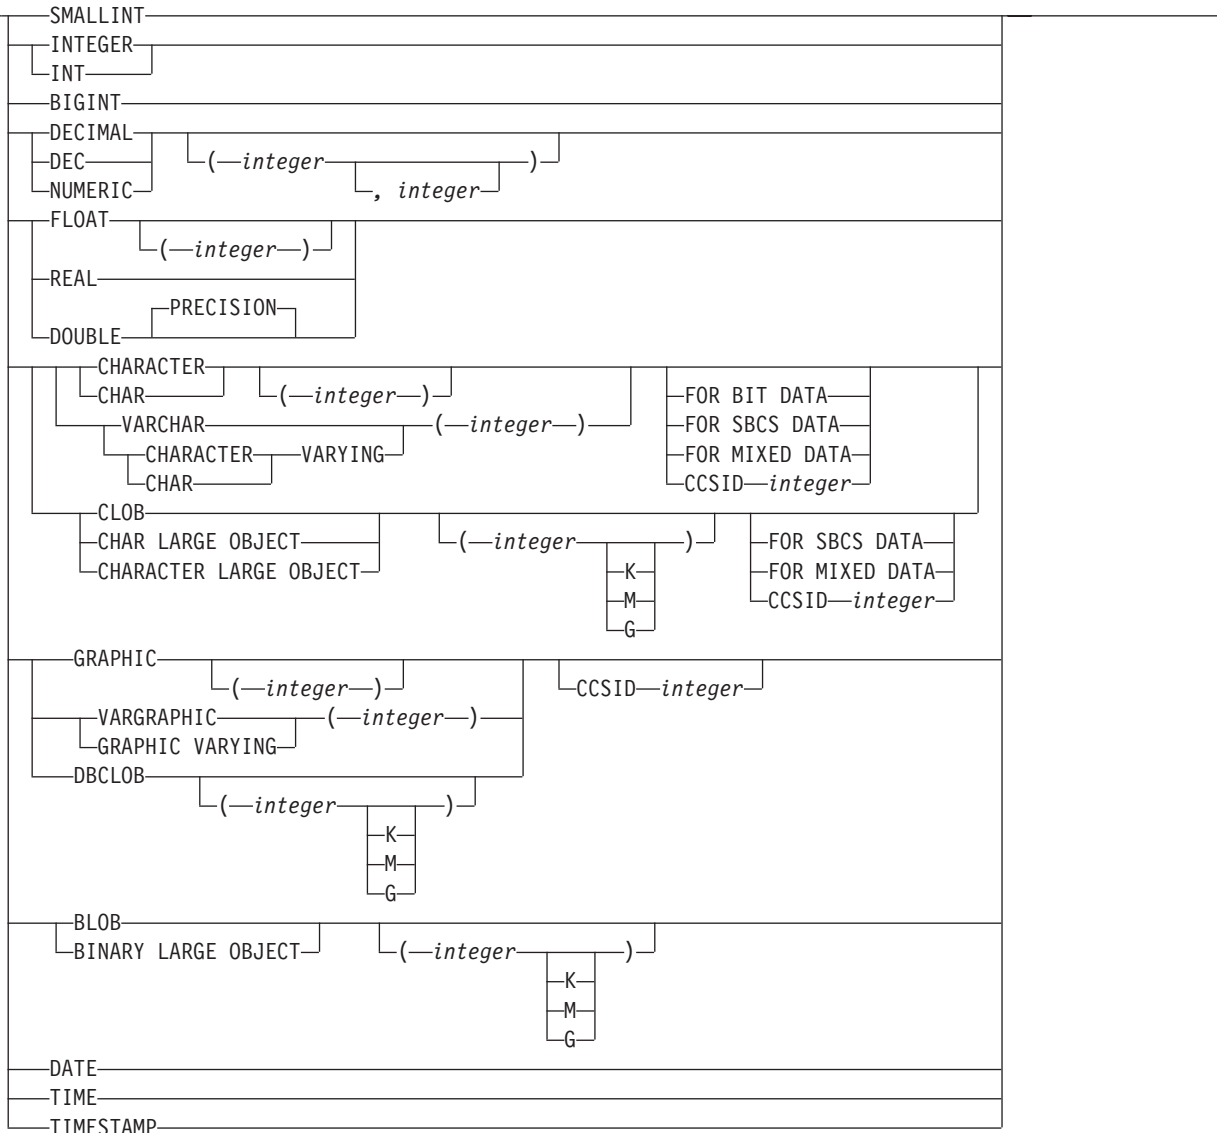 SMALLINT
INTEGER
INT
BIGINT
DECIMAL
DEC ( integer )
NUMERIC , integer
FLOAT
( integer )
REAL
PRECISION
DOUBLE
CHARACTER
CHAR ( integer ) FOR BIT DATA
VARCHAR ( integer ) FOR SBCS DATA
CHARACTER VARYING FOR MIXED DATA
CHAR CCSID integer
CLOB
CHAR LARGE OBJECT ( integer ) FOR SBCS DATA
CHARACTER LARGE OBJECT K FOR MIXED DATA
M CCSID integer
G
GRAPHIC
( integer ) CCSID integer
VARGRAPHIC ( integer )
GRAPHIC VARYING
DBCLOB
( integer )
K
M
G
BLOB
BINARY LARGE OBJECT ( integer )
K
M
G
DATE
TIME
TIMESTAMP